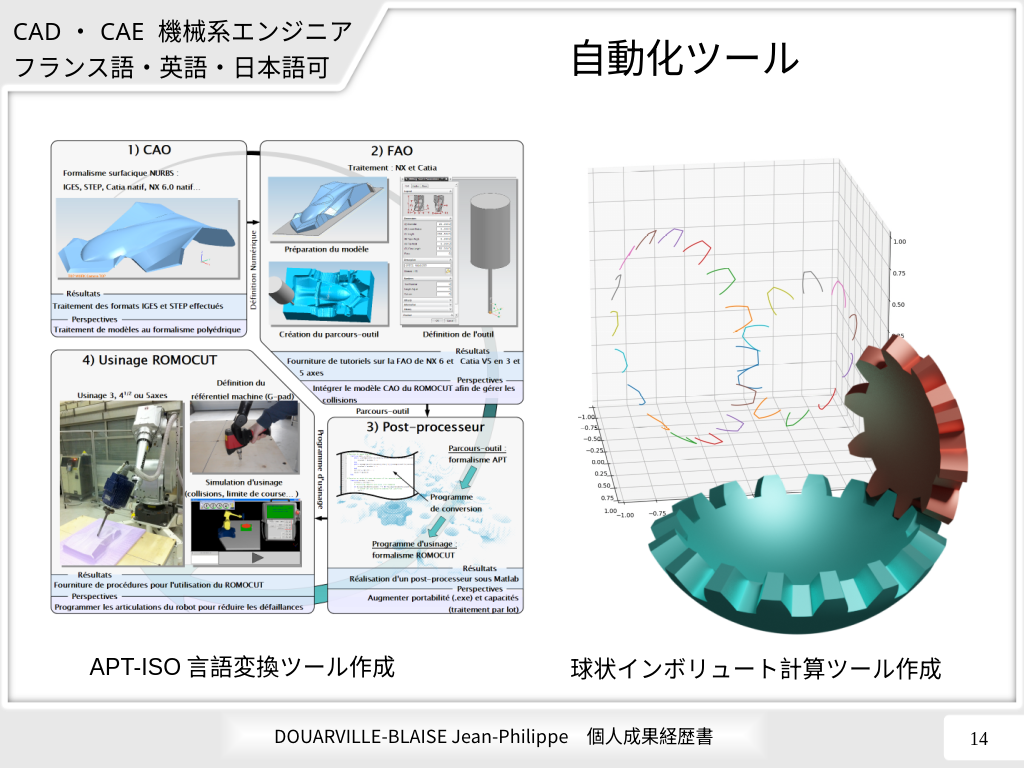 CAD ・ CAE 機械系エンジニア
フランス語・英語・日本語可
自動化ツール
1) CAO
Formalisme surfacique NURBS :
IGES, STEP, Catia natif, NX 6.0 natif...
Résultats
Traitement des formats IGES et STEP effectués
Perspectives
Traitement de modèles au formalisme polyédrique
Définition Numérique
2) FAO
Traitement : NX et Catia
Préparation du modèle
Création du parcours-outil
Définition de l'outil
Résultats
Fourniture de tutoriels sur la FAO de NX 6 et Catia V5 en 3 et
5 axes
Perspectives
Intégrer le modèle CAO du ROMOCUT afin de gérer les
collisions
Parcours-outil
4) Usinage ROMOCUT
Usinage 3, 4^1/2 ou 5axes
Définition du
référentiel machine (G-pad)
Simulation d'usinage
(collisions, limite de course... )
Résultats
Fourniture de procédures pour l'utilisation du ROMOCUT
Perspectives
Programmer les articulations du robot pour réduire les défaillances
Programme d'usinage
3) Post-processeur
Parcours-outil :
formalisme APT
Programme
de conversion
Programme d'usinage :
formalisme ROMOCUT
Résultats
Réalisation d'un post-processeur sous Matlab
Perspectives
Augmenter portabilité (.exe) et capacités
(traitement par lot)
1.00
0.75
0.50
−1.00
−0.75
−0.50
−0.25
0.00
0.25
0.50
0.75
1.00
−1.00
−0.75
APT-ISO 言語変換ツール作成
球状インボリュート計算ツール作成
DOUARVILLE-BLAISE Jean-Philippe 個人成果経歴書
14